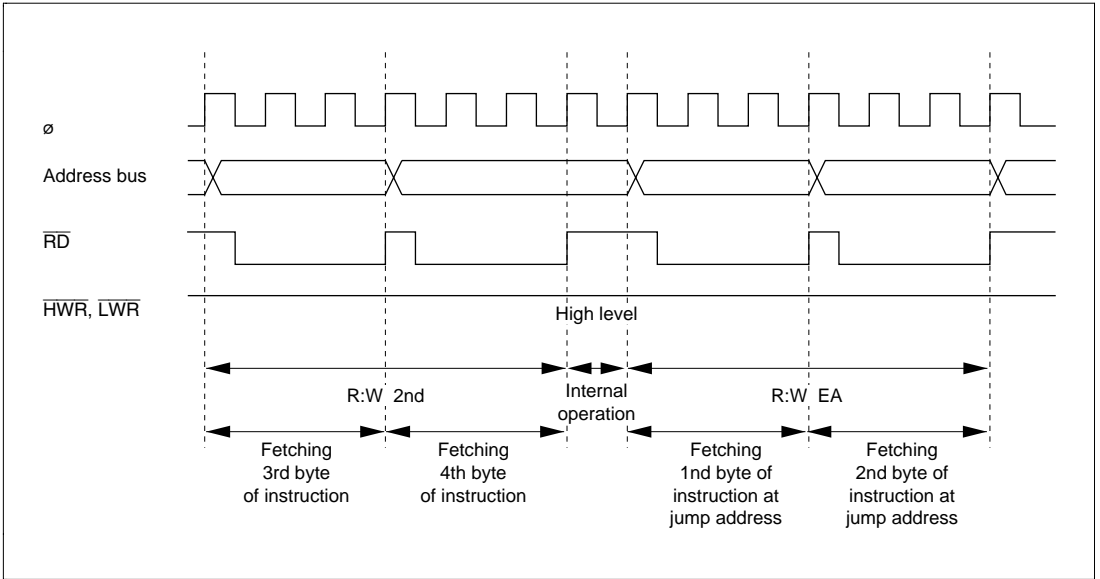 ø
Address bus
RD
HWR, LWR
High level
R:W 2nd
Internal
operation
R:W EA
Fetching
3rd byte
of instruction
Fetching
4th byte
of instruction
Fetching
1nd byte of
instruction at
jump address
Fetching
2nd byte of
instruction at
jump address